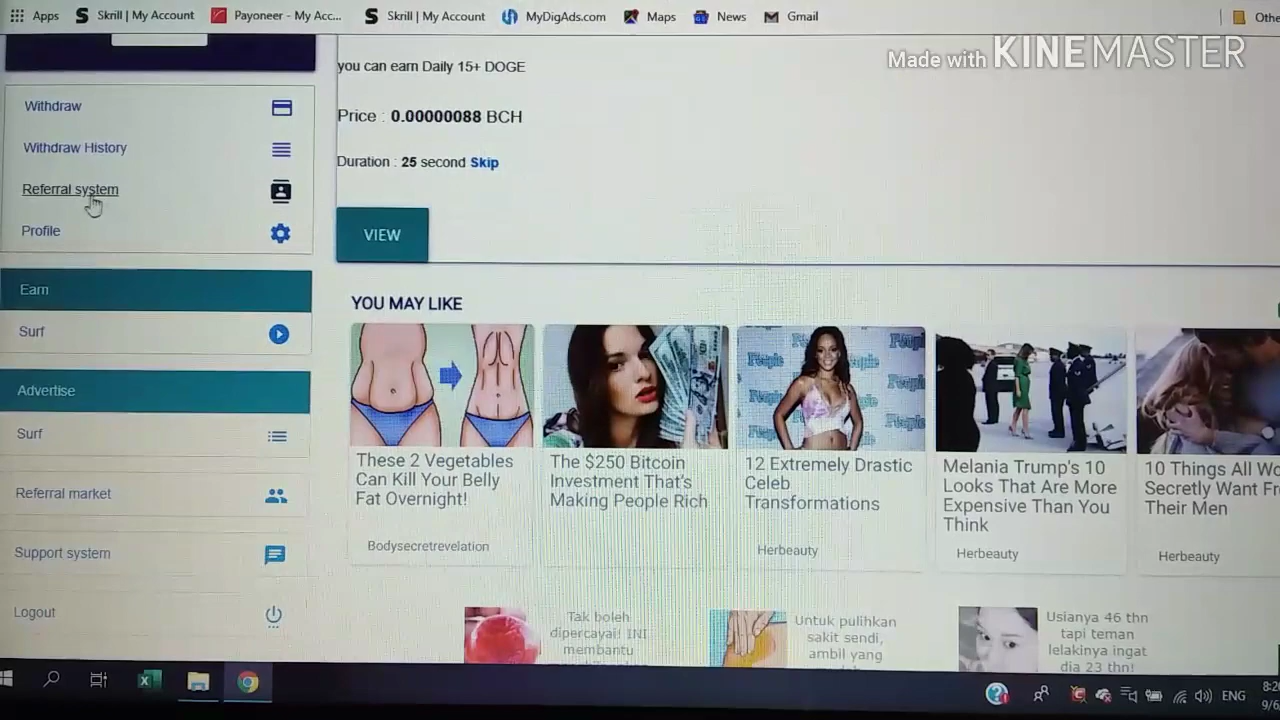 Apps Skrill | My Account Payoneer - My Acc... Skrill | My Account MyDigAds.com Maps News Gmail Othe
Made with KINEMASTER
you can earn Daily 15+ DOGE
Price : 0.00000088 BCH
Duration : 25 second Skip
VIEW
Withdraw
Withdraw History
Referral system
Profile
Earn
Surf
Advertise
Surf
Referral market
Support system
Logout
YOU MAY LIKE
These 2 Vegetables
Can Kill Your Belly
Fat Overnight!
Bodysecretrevelation
The $250 Bitcoin
Investment That's
Making People Rich
People
12 Extremely Drastic
Celeb
Transformations
Herbeauty
Melania Trump's 10
Looks That Are More
Expensive Than You
Think
Herbeauty
10 Things All Wo
Secretly Want Fr
Their Men
Herbeauty
Tak boleh
dipercayai! INI
membantu
Untuk pulihkan
sakit sendi,
ambil yang
Usianya 46 thn
tapi teman
lelakinya ingat
dia 23 thn!
ENG
8:2
9/6